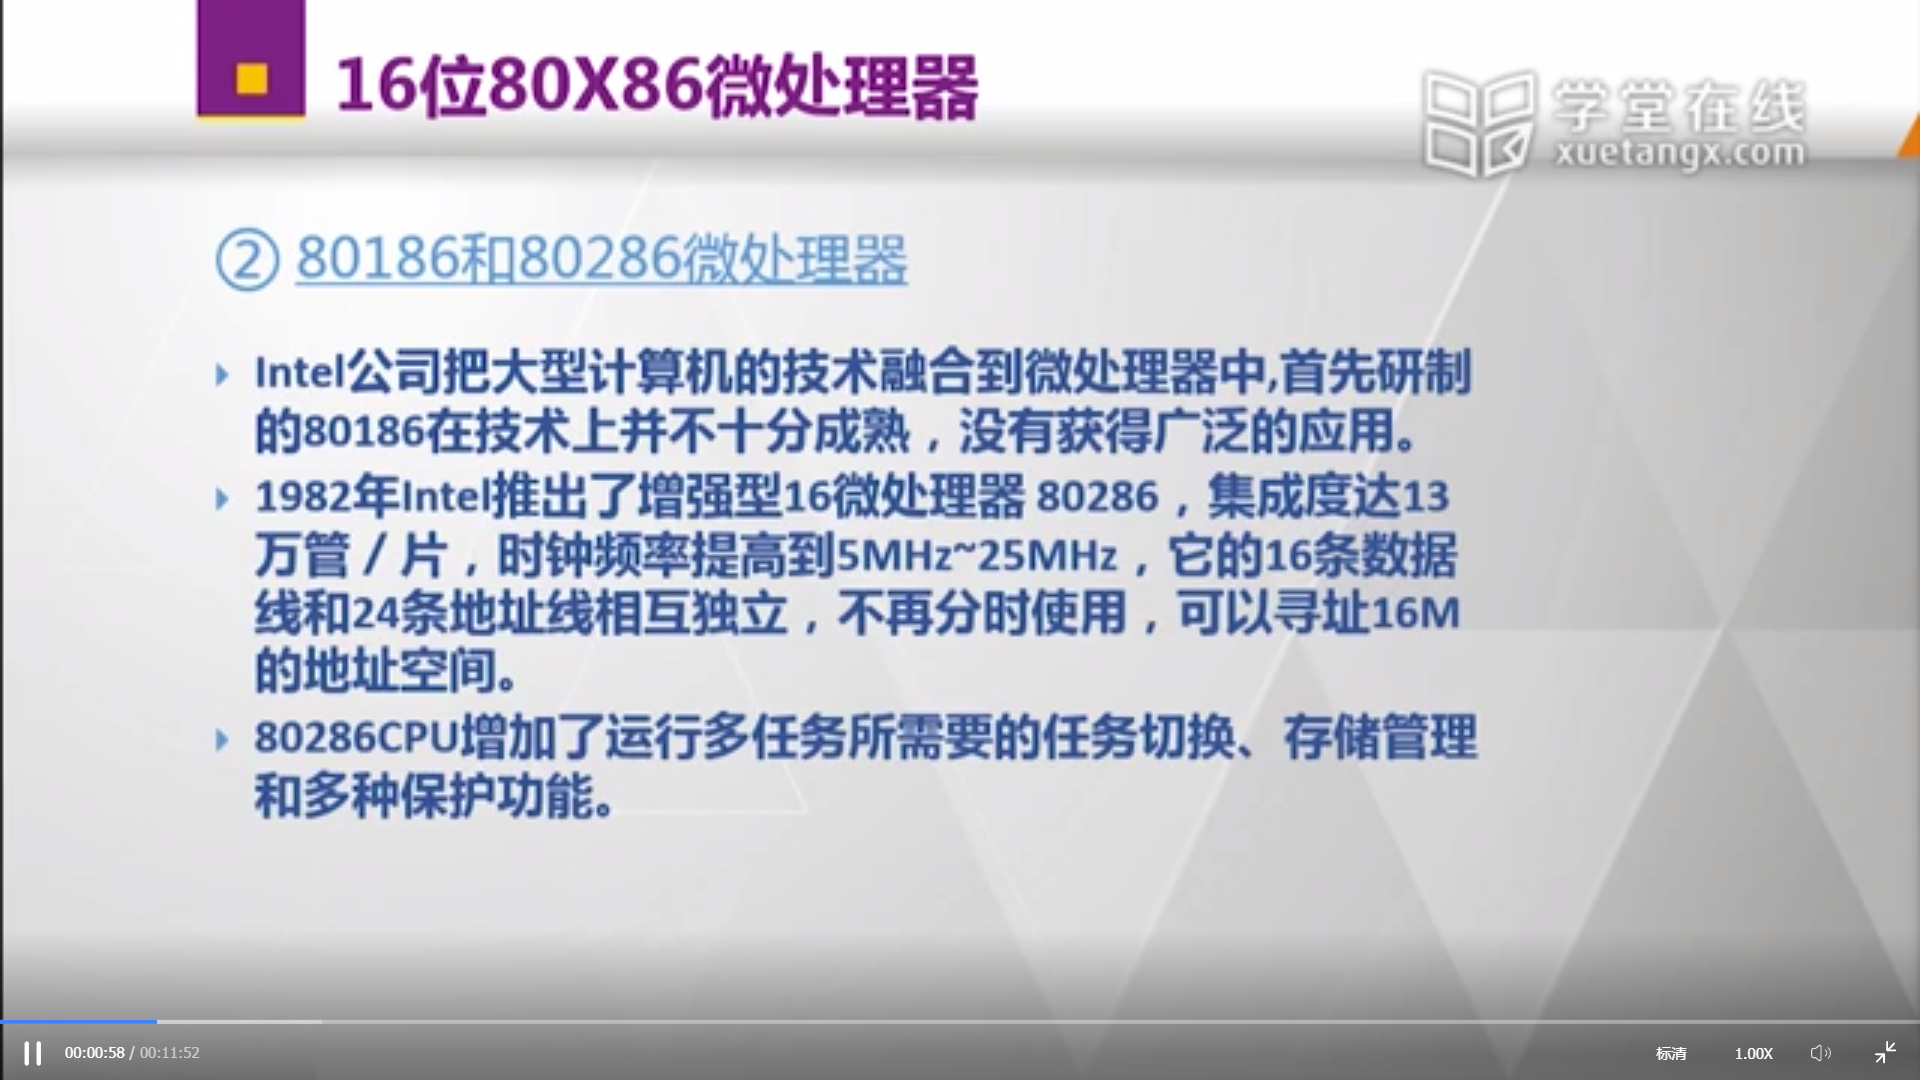 16位80X86微处理器
学堂在线
xuetangx.com
② 80186和80286微处理器
Intel公司把大型计算机的技术融合到微处理器中,首先研制
的80186在技术上并不十分成熟，没有获得广泛的应用。
1982年Intel推出了增强型16微处理器 80286，集成度达13
万管／片，时钟频率提高到5MHz~25MHz，它的16条数据
线和24条地址线相互独立，不再分时使用，可以寻址16M
的地址空间。
80286CPU增加了运行多任务所需要的任务切换、存储管理
和多种保护功能。
00:00:58 / 00:11:52
标清
1.00X